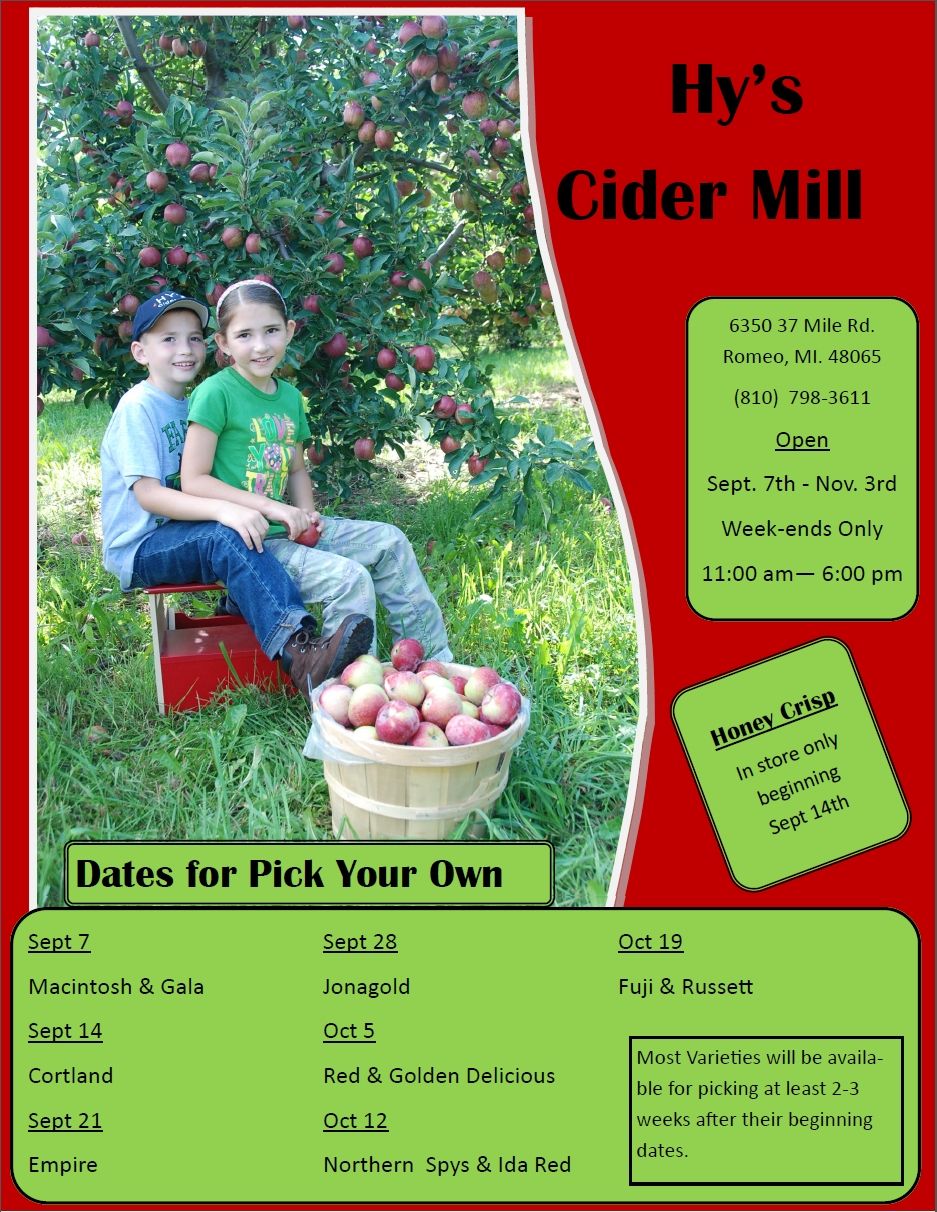 Hy's
Cider Mill
6350 37 Mile Rd.
Romeo, MI. 48065
(810) 798-3611
Open
Sept. 7th - Nov. 3rd
Week-ends Only
11:00 am— 6:00 pm
Honey Crisp
In store only
beginning
Sept 14th
HY'S
LOVE
YOU
Dates for Pick Your Own
Sept 7
Macintosh & Gala
Sept 14
Cortland
Sept 21
Empire
Sept 28
Jonagold
Oct 5
Red & Golden Delicious
Oct 12
Northern Spys & Ida Red
Oct 19
Fuji & Russett
Most Varieties will be availa-
ble for picking at least 2-3
weeks after their beginning
dates.